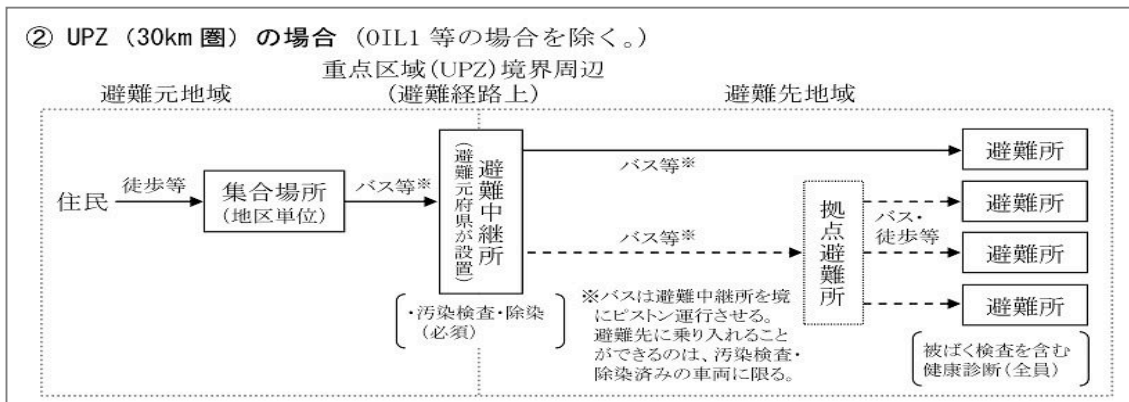 ② UPZ（30km圏）の場合（OIL1等の場合を除く。）
重点区域(UPZ)境界周辺
(避難経路上)
避難元地域
避難先地域
住民
徒歩等
集合場所
(地区単位)
バス等※
避難中継所
(避難元府県が設置)
・汚染検査・除染
(必須)
バス等※
避難所
バス等※
拠点避難所
バス・
徒歩等
避難所
避難所
避難所
※バスは避難中継所を境
にピストン運行させる。
避難先に乗り入れること
ができるのは、汚染検査・
除染済みの車両に限る。
被ばく検査を含む
健康診断(全員)